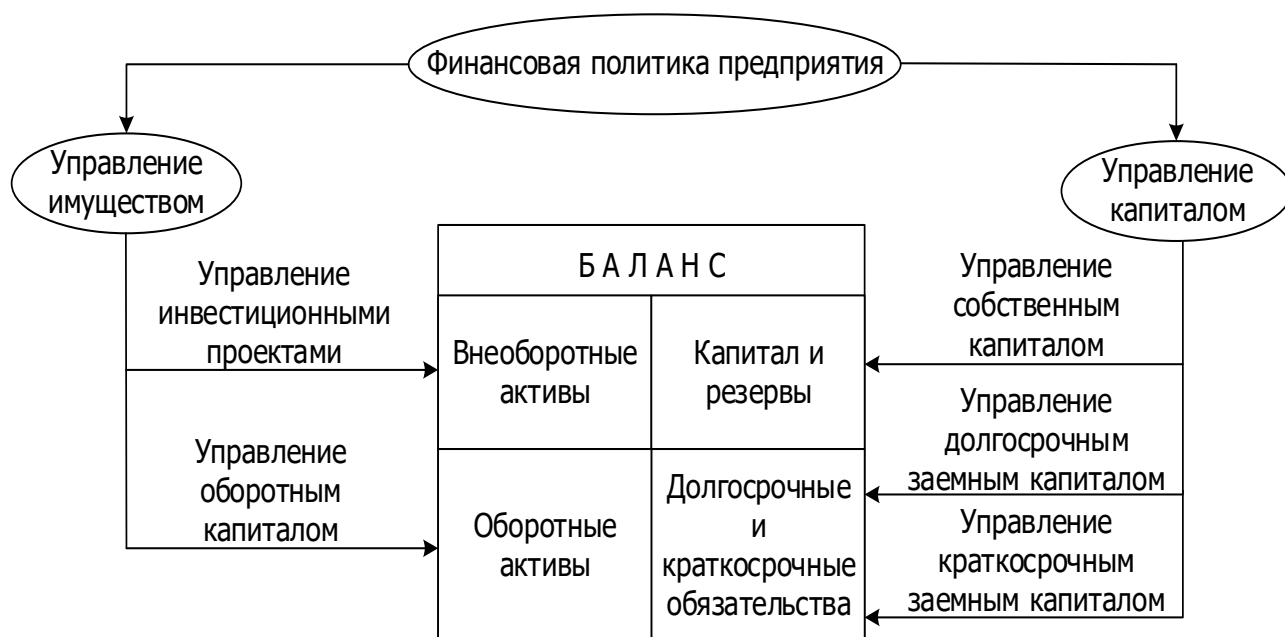 Финансовая политика предприятия
Управление
имуществом
Управление
капиталом
Б А Л А Н С
Управление
инвестиционными
проектами
Внеоборотные
активы
Капитал и
резервы
Управление
собственным
капиталом
Управление
оборотным
капиталом
Оборотные
активы
Долгосрочные
и
краткосрочные
обязательства
Управление
долгосрочным
заемным капиталом
Управление
краткосрочным
заемным капиталом